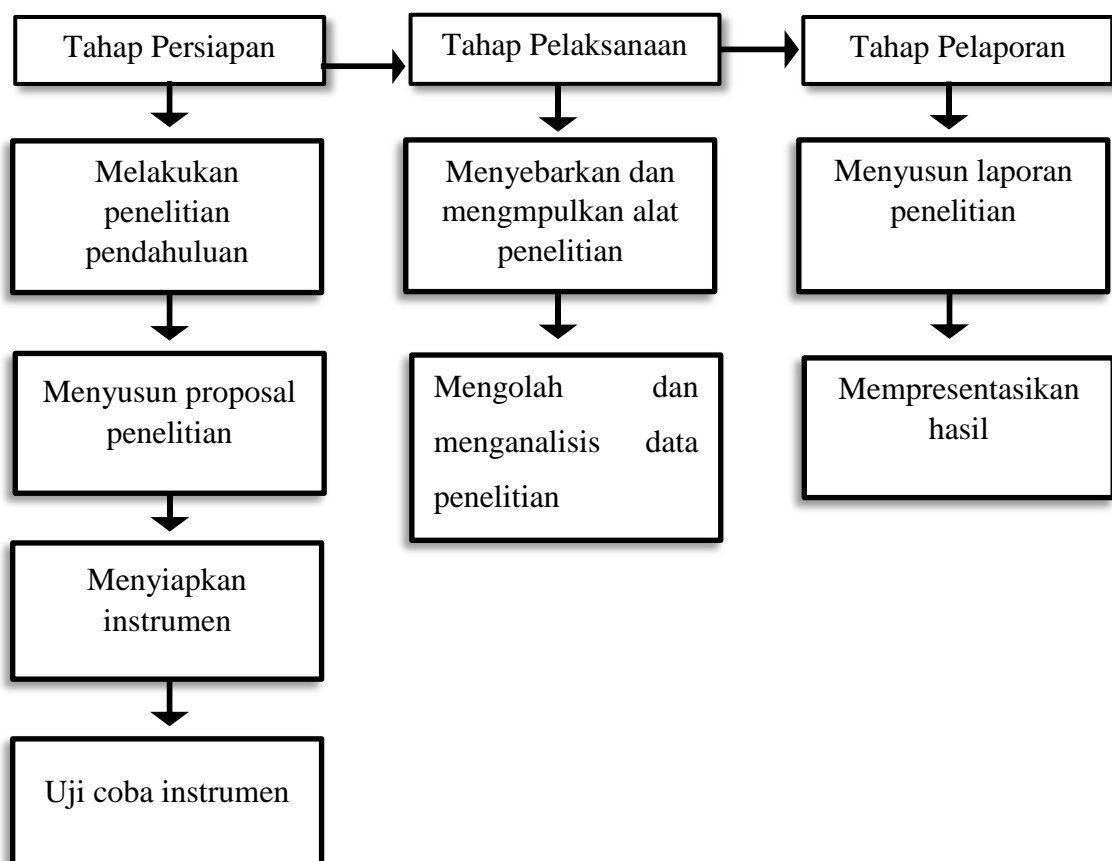 Tahap Persiapan
Tahap Pelaksanaan
Tahap Pelaporan
Melakukan
penelitian
pendahuluan
Menyebarkan dan
mengmpulkan alat
penelitian
Menyusun laporan
penelitian
Menyusun proposal
penelitian
Mengolah dan
menganalisis data
penelitian
Mempresentasikan
hasil
Menyiapkan
instrumen
Uji coba instrumen